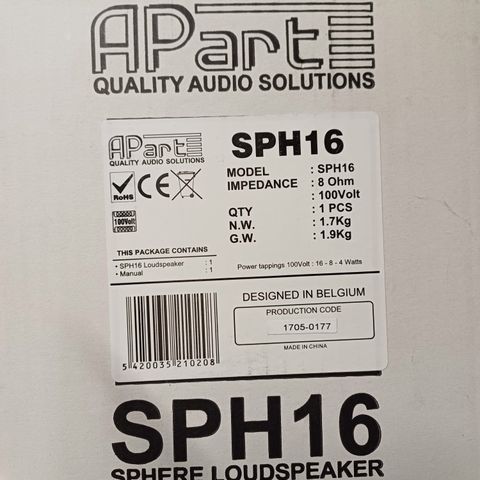 APart
QUALITY AUDIO SOLUTIONS
APart
QUALITY AUDIO SOLUTIONS
SPH16
MODEL : SPH16
IMPEDANCE : 8 Ohm
: 100Volt
QTY : 1 PCS
N.W. : 1.7Kg
G.W. : 1.9Kg
RoHS
CE
100Volt
THIS PACKAGE CONTAINS
• SPH16 Loudspeaker : 1
• Manual : 1
Power tappings 100Volt : 16 - 8 - 4 Watts
DESIGNED IN BELGIUM
PRODUCTION CODE
1705-0177
MADE IN CHINA
5 420035 210208
SPH16
SPHERE LOUDSPEAKER